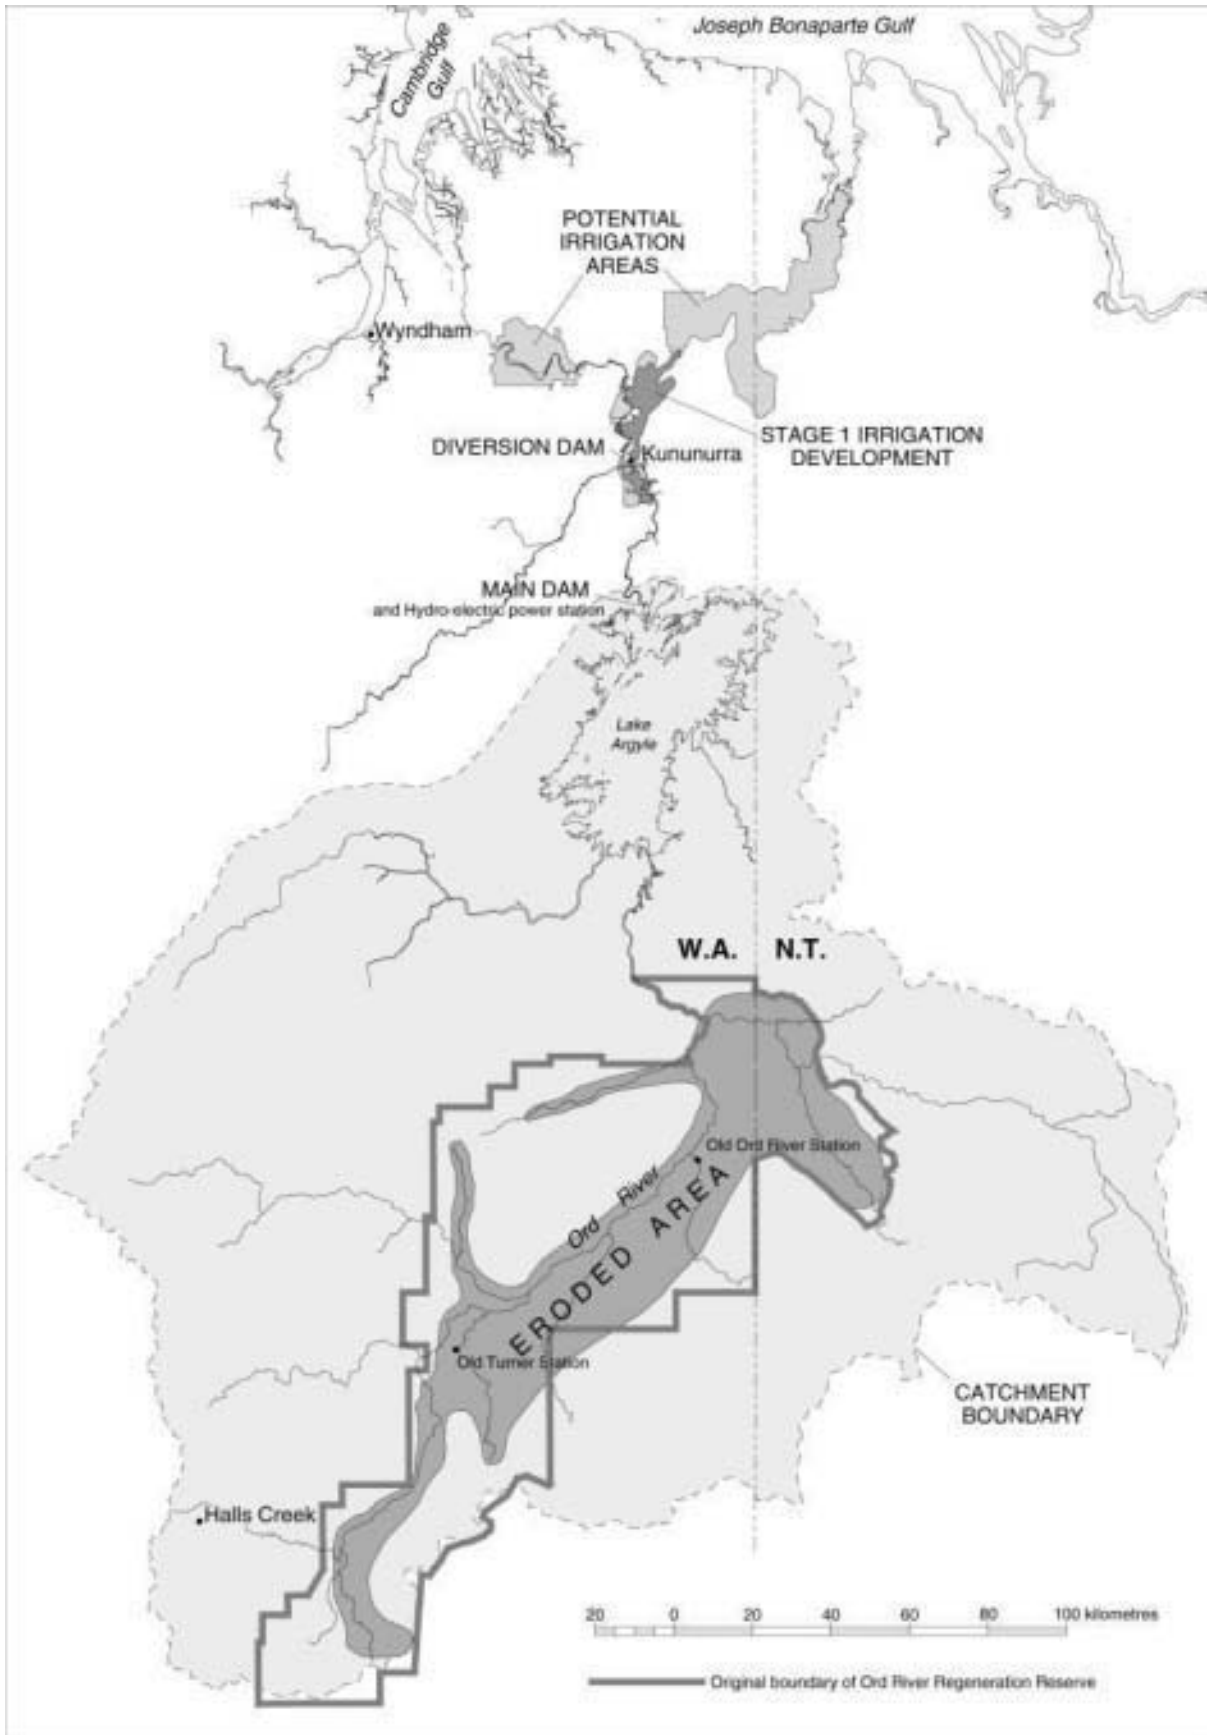 Joseph Bonaparte Gulf
Cambridge
Gulf
POTENTIAL
IRRIGATION
AREAS
Wyndham
STAGE 1 IRRIGATION
DEVELOPMENT
DIVERSION DAM
Kununurra
MAIN DAM
and Hydro-electric power station
Lake
Argyle
W.A. N.T.
Old Ord River Station
Ord River
ERODED AREA
Old Turner Station
CATCHMENT
BOUNDARY
Halls Creek
20 0 20 40 60 80 100 kilometres
Original boundary of Ord River Regeneration Reserve